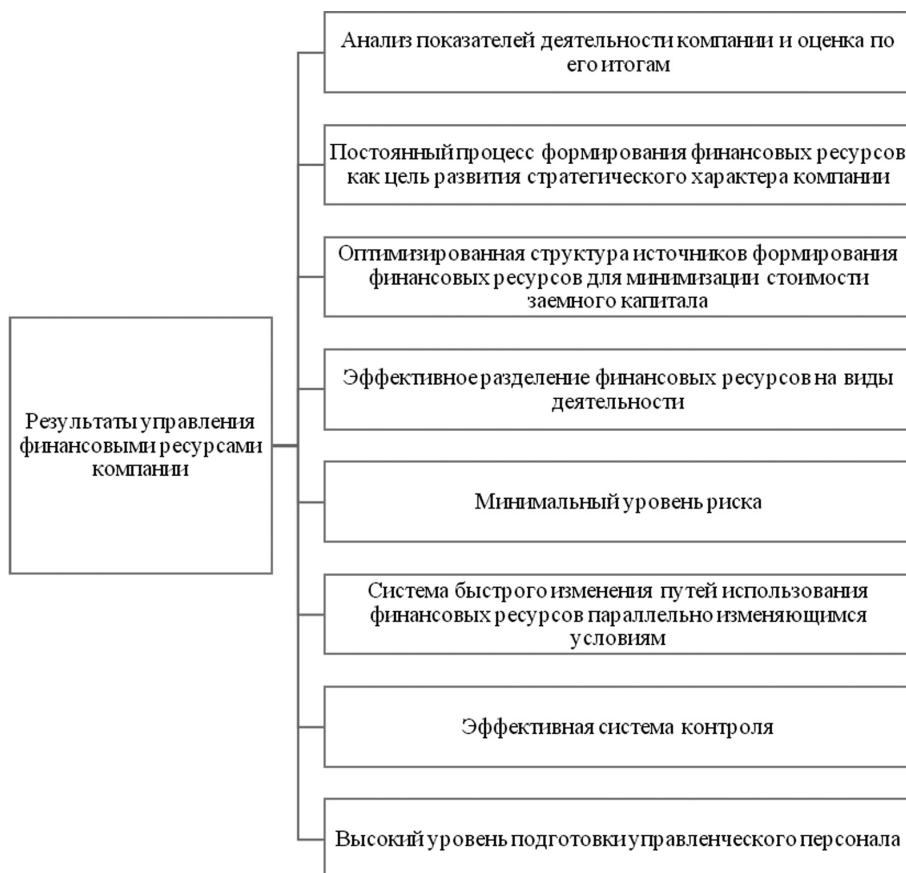 Результаты управления
финансовыми ресурсами
компании
Анализ показателей деятельности компании и оценка по
его итогам
Постоянный процесс формирования финансовых ресурсов
как цель развития стратегического характера компании
Оптимизированная структура источников формирования
финансовых ресурсов для минимизации стоимости
заемного капитала
Эффективное разделение финансовых ресурсов на виды
деятельности
Минимальный уровень риска
Система быстрого изменения путей использования
финансовых ресурсов параллельно изменяющимся
условиям
Эффективная система контроля
Высокий уровень подготовки управленческого персонала